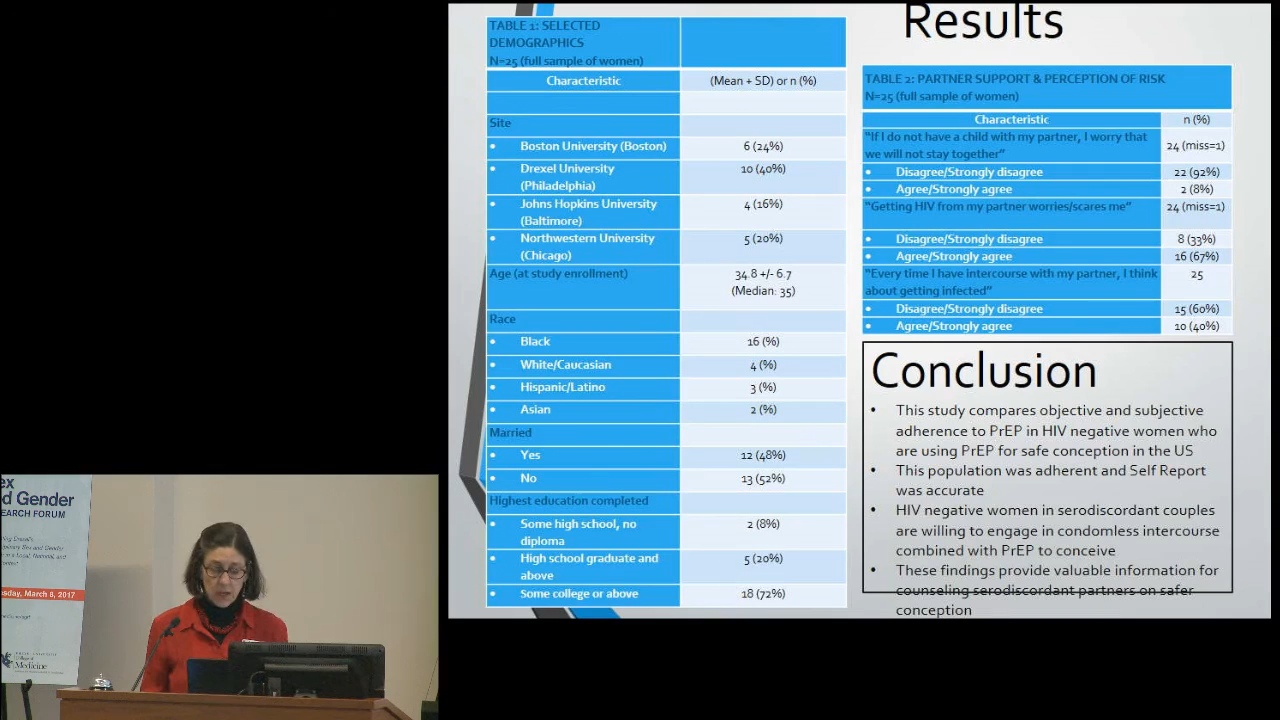 Results
TABLE 1: SELECTED
DEMOGRAPHICS
N=25 (full sample of women)
Characteristic (Mean + SD) or n (%)
Site
• Boston University (Boston) 6 (24%)
• Drexel University 10 (40%)
(Philadelphia)
• Johns Hopkins University 4 (16%)
(Baltimore)
• Northwestern University 5 (20%)
(Chicago)
Age (at study enrollment) 34.8 +/- 6.7
(Median: 35)
Race
• Black 16 (%)
• White/Caucasian 4 (%)
• Hispanic/Latino 3 (%)
• Asian 2 (%)
Married
• Yes 12 (48%)
• No 13 (52%)
Highest education completed
• Some high school, no 2 (8%)
diploma
• High school graduate and 5 (20%)
above
• Some college or above 18 (72%)
TABLE 2: PARTNER SUPPORT & PERCEPTION OF RISK
N=25 (full sample of women)
Characteristic n (%)
"If I do not have a child with my partner, I worry that 24 (miss=1)
we will not stay together"
• Disagree/Strongly disagree 22 (92%)
• Agree/Strongly agree 2 (8%)
"Getting HIV from my partner worries/scares me" 24 (miss=1)
• Disagree/Strongly disagree 8 (33%)
• Agree/Strongly agree 16 (67%)
"Every time I have intercourse with my partner, I think 25
about getting infected"
• Disagree/Strongly disagree 15 (60%)
• Agree/Strongly agree 10 (40%)
Conclusion
• This study compares objective and subjective
adherence to PrEP in HIV negative women who
are using PrEP for safe conception in the US
• This population was adherent and Self Report
was accurate
• HIV negative women in serodiscordant couples
are willing to engage in condomless intercourse
combined with PrEP to conceive
• These findings provide valuable information for
counseling serodiscordant partners on safer
conception
ex
d Gender
EARCH FORUM
sday, March 6, 2017
Medicine